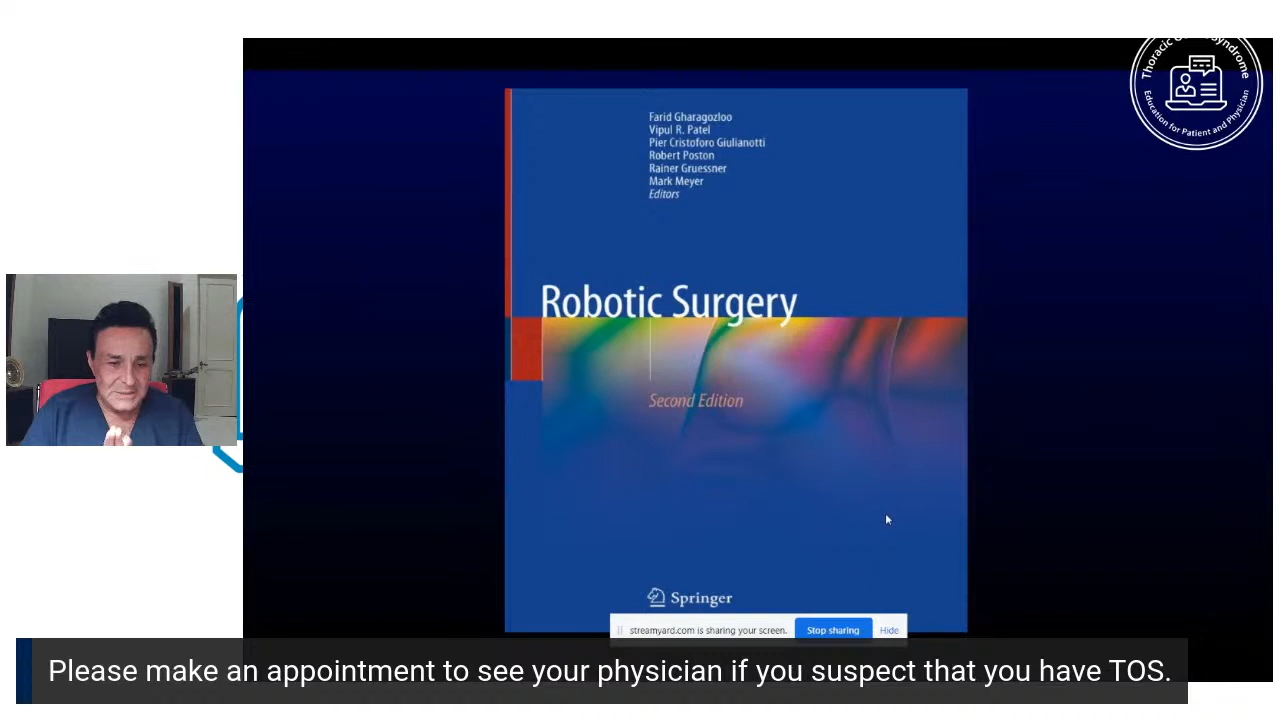 Thoracic
Syndrome
Education for Patient and Physician
Farid Gharagozloo
Vipul R. Patel
Pier Cristoforo Giulianotti
Robert Poston
Rainer Gruessner
Mark Meyer
Editors
Robotic Surgery
Second Edition
Springer
streamyard.com is sharing your screen.
Stop sharing
Hide
Please make an appointment to see your physician if you suspect that you have TOS.